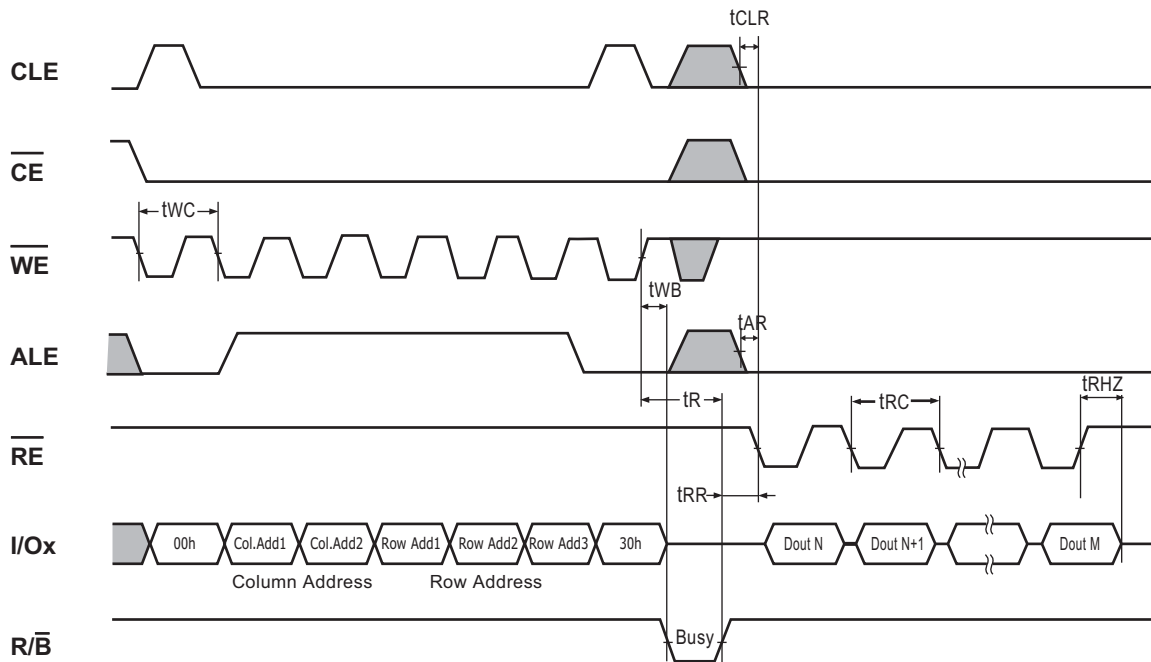 tCLR
CLE
CE
tWC
WE
tWB
tAR
ALE
tR
tRC
tRHZ
RE
tRR
I/Ox
00h
Col.Add1
Col.Add2
Row Add1
Row Add2
Row Add3
30h
Dout N
Dout N+1
Dout M
Column Address
Row Address
R/B
Busy